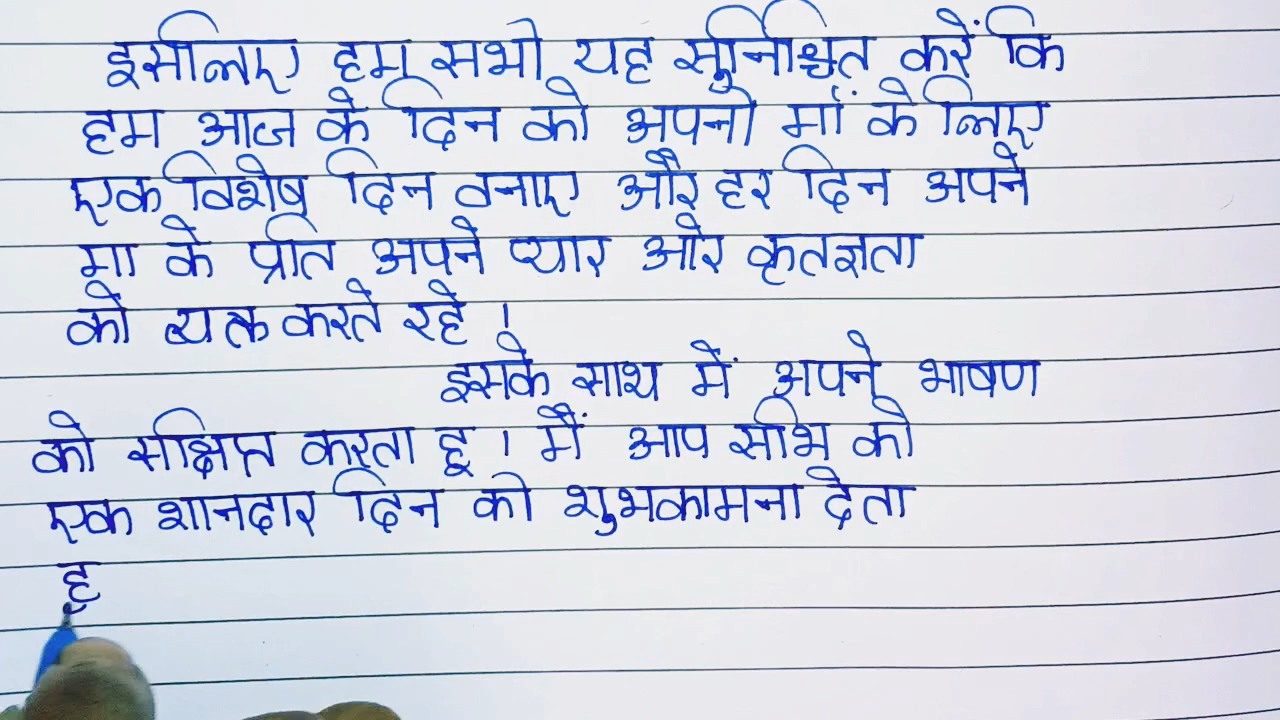 इसलिए हम सभी यह सुनिश्चित करें कि
हम आज के दिन को अपनी माँ के लिए
एक विशेष दिन बनाए और हर दिन अपने
मा के प्रति अपने प्यार ओर कृतज्ञता
को व्यक्त करते रहे ।
इसके साथ में अपने भाषण
को संक्षिप्त करता हू । मैं आप सभि को
एक शानदार दिन की शुभकामना देता
हू